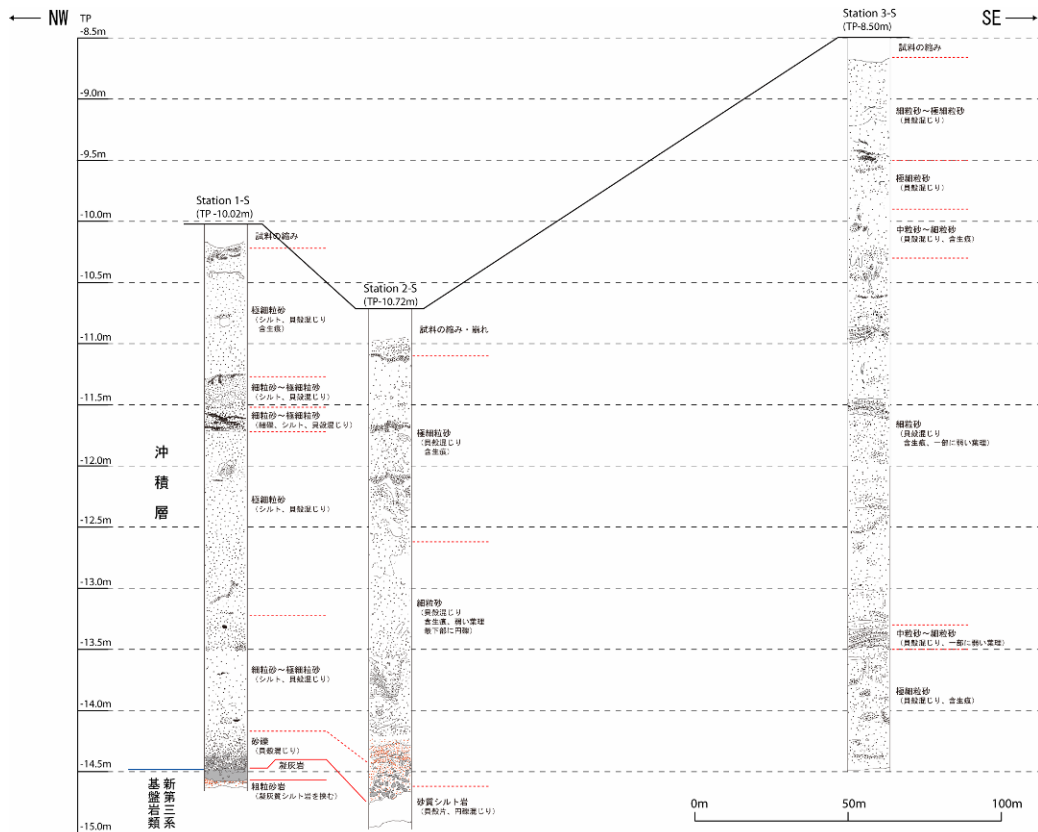 NW
TP
SE
-8.5m
-9.0m
-9.5m
-10.0m
-10.5m
-11.0m
-11.5m
-12.0m
-12.5m
-13.0m
-13.5m
-14.0m
-14.5m
-15.0m
沖積層
新第三系
基盤岩類
Station 1-S
(TP -10.02m)
試料の縮み
極細粒砂
(シルト、貝殻混じり
含生痕)
細粒砂~極細粒砂
(シルト、貝殻混じり)
細粒砂~極細粒砂
(細礫、シルト、貝殻混じり)
極細粒砂
(シルト、貝殻混じり)
細粒砂~極細粒砂
(シルト、貝殻混じり)
砂礫
(貝殻混じり)
凝灰岩
粗粒砂岩
(凝灰質シルト岩を挟む)
Station 2-S
(TP-10.72m)
試料の縮み・崩れ
極細粒砂
(貝殻混じり
含生痕)
細粒砂
(貝殻混じり
含生痕、弱い葉理
最下部に円礫)
砂質シルト岩
(貝殻片、円礫混じり)
Station 3-S
(TP-8.50m)
試料の縮み
細粒砂~極細粒砂
(貝殻混じり)
極細粒砂
(貝殻混じり)
中粒砂~細粒砂
(貝殻混じり、含生痕)
細粒砂
(貝殻混じり
含生痕、一部に弱い葉理)
中粒砂~細粒砂
(貝殻混じり、一部に弱い葉理)
極細粒砂
(貝殻混じり、含生痕)
0m
50m
100m